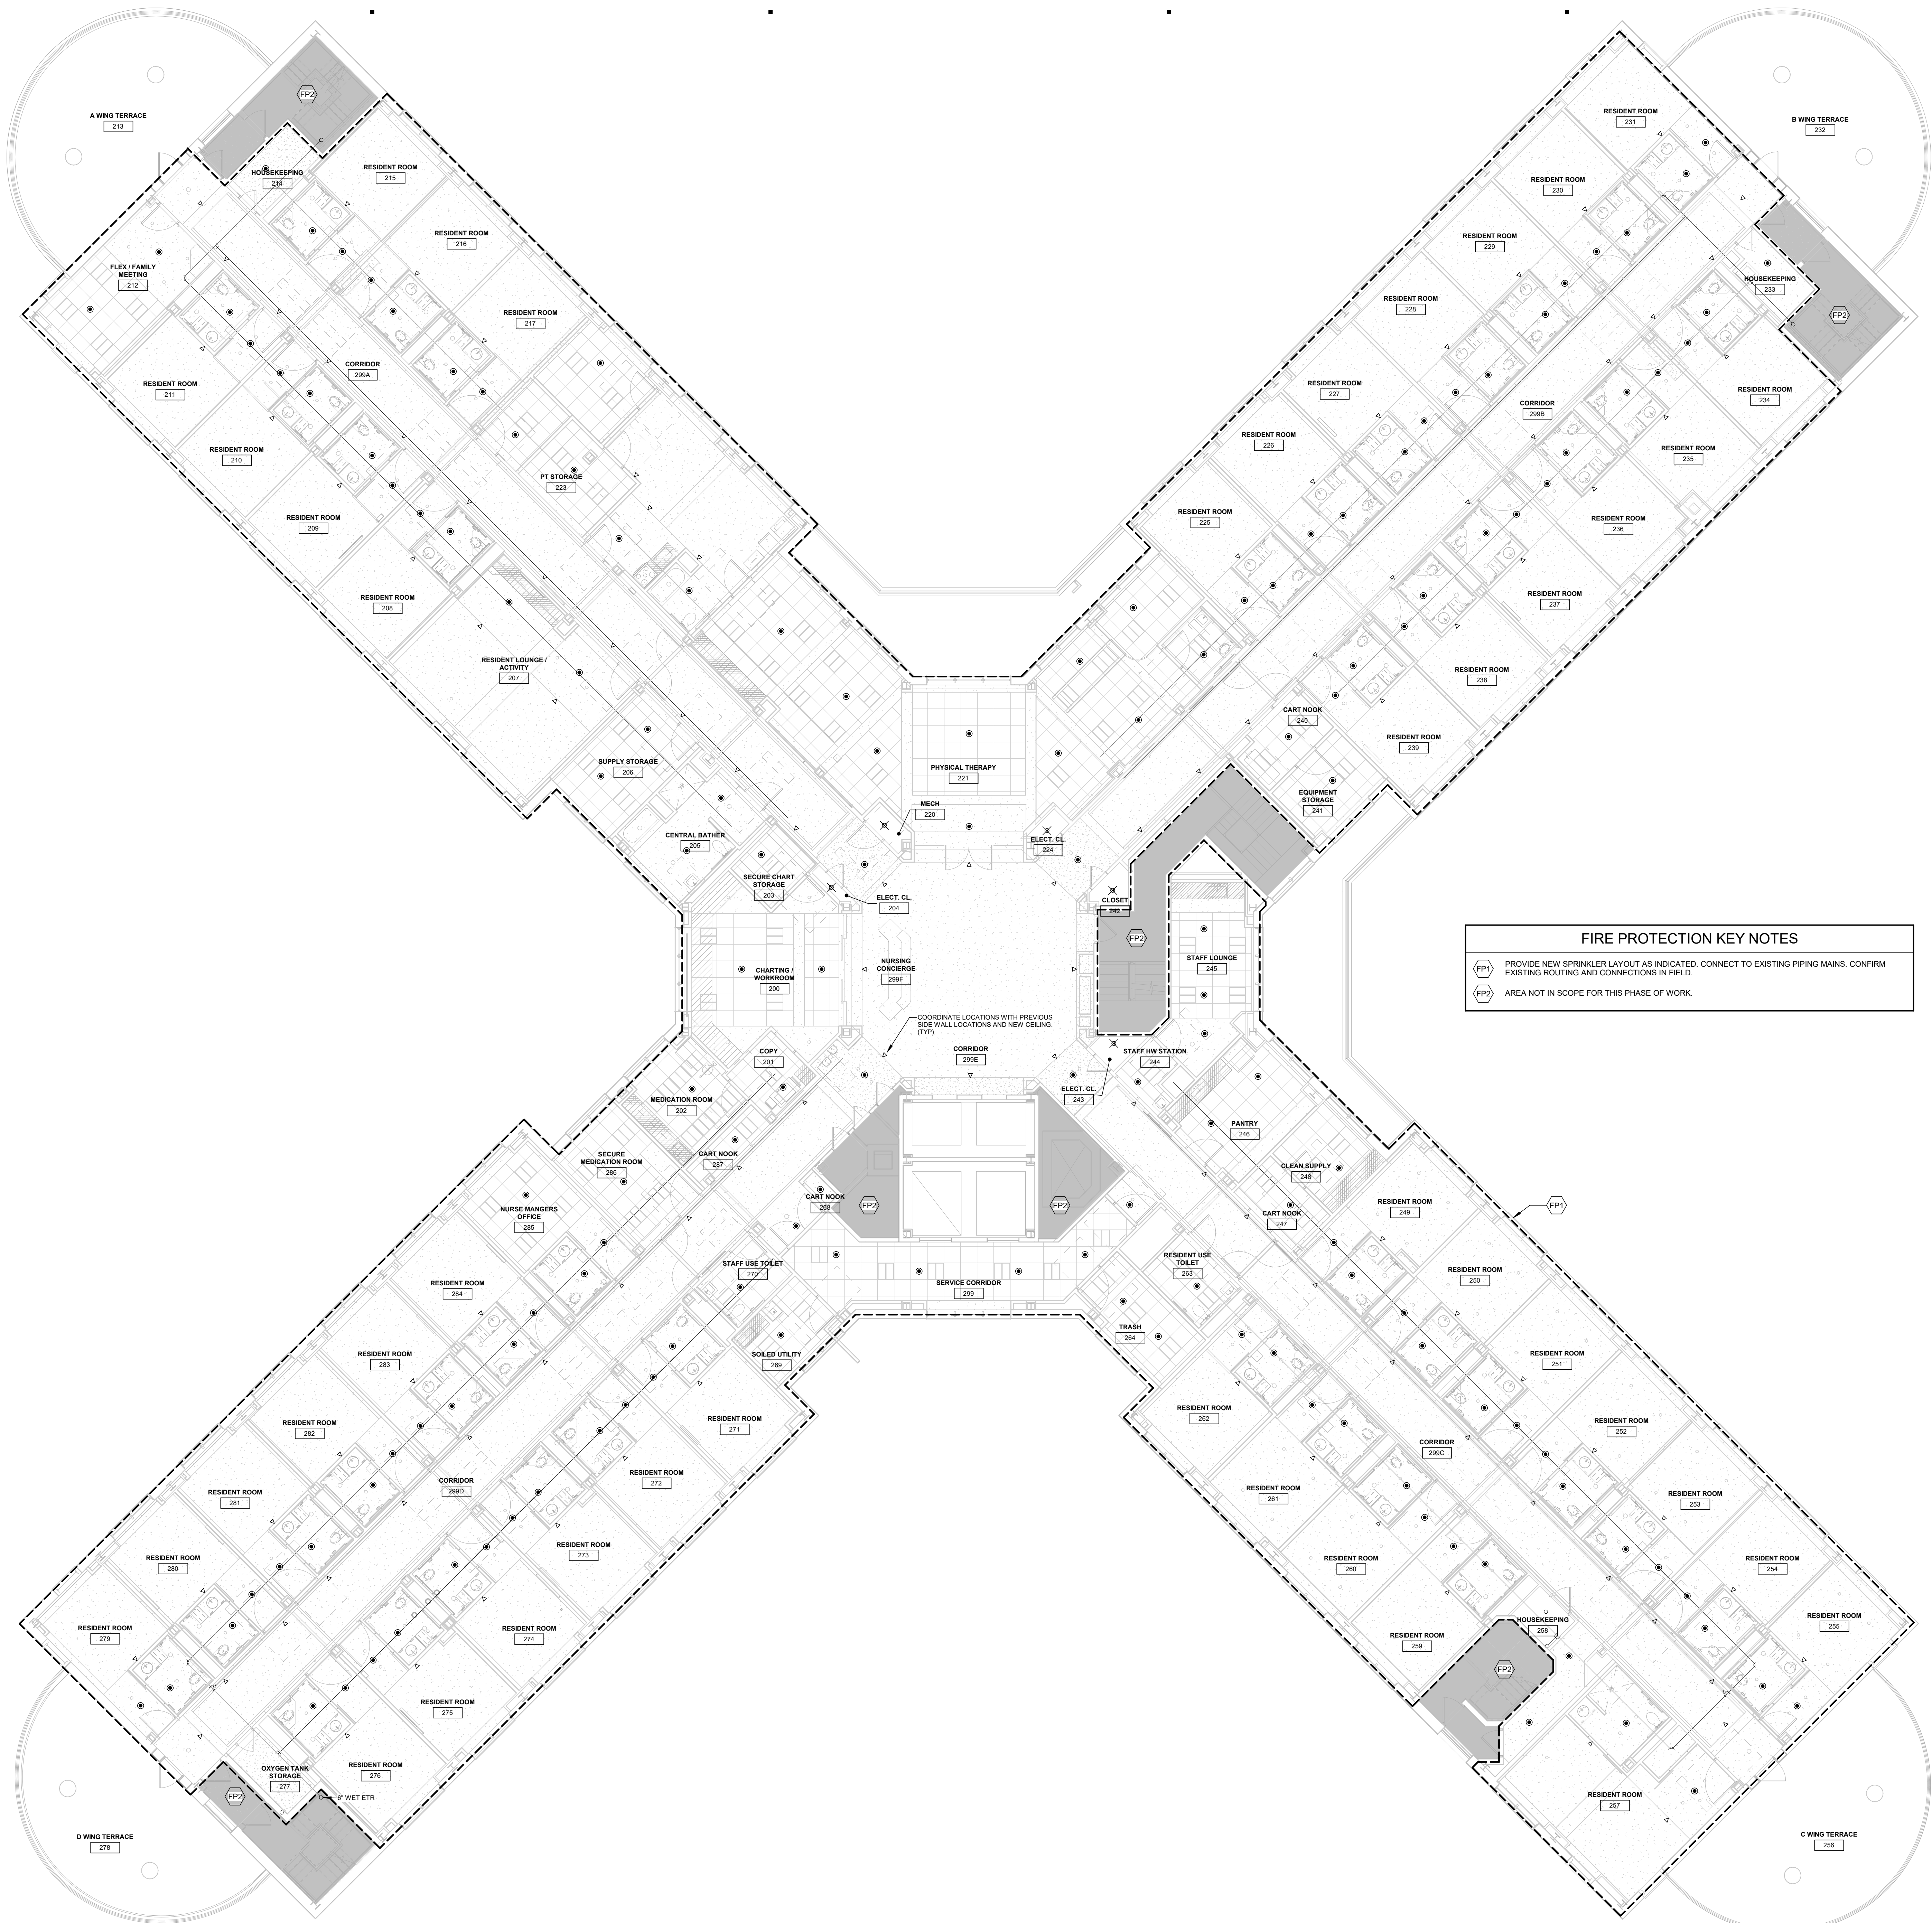 FP2
A WING TERRACE
213
HOUSEKEEPING
214
RESIDENT ROOM
215
RESIDENT ROOM
216
RESIDENT ROOM
217
FLEX / FAMILY
MEETING
212
RESIDENT ROOM
211
CORRIDOR
299A
RESIDENT ROOM
210
RESIDENT ROOM
209
RESIDENT ROOM
208
PT STORAGE
223
RESIDENT LOUNGE /
ACTIVITY
207
SUPPLY STORAGE
206
CENTRAL BATHER
205
SECURE CHART
STORAGE
203
ELECT. CL.
204
MECH
220
PHYSICAL THERAPY
221
ELECT. CL.
224
RESIDENT ROOM
231
B WING TERRACE
232
RESIDENT ROOM
230
RESIDENT ROOM
229
HOUSEKEEPING
233
FP2
RESIDENT ROOM
228
RESIDENT ROOM
227
RESIDENT ROOM
226
RESIDENT ROOM
225
CORRIDOR
299B
RESIDENT ROOM
234
RESIDENT ROOM
235
RESIDENT ROOM
236
RESIDENT ROOM
237
RESIDENT ROOM
238
RESIDENT ROOM
239
CART NOOK
240
EQUIPMENT
STORAGE
241
CLOSET
242
FP2
STAFF LOUNGE
245
CHARTING /
WORKROOM
200
NURSING
CONCIERGE
299F
COORDINATE LOCATIONS WITH PREVIOUS
SIDE WALL LOCATIONS AND NEW CEILING.
(TYP)
CORRIDOR
299E
FIRE PROTECTION KEY NOTES
FP1 PROVIDE NEW SPRINKLER LAYOUT AS INDICATED. CONNECT TO EXISTING PIPING MAINS. CONFIRM
EXISTING ROUTING AND CONNECTIONS IN FIELD.
FP2 AREA NOT IN SCOPE FOR THIS PHASE OF WORK.
COPY
201
MEDICATION ROOM
202
SECURE
MEDICATION ROOM
286
CART NOOK
287
NURSE MANGERS
OFFICE
285
CART NOOK
268
FP2
FP2
STAFF HW STATION
244
ELECT. CL.
243
PANTRY
246
CLEAN SUPPLY
248
CART NOOK
247
RESIDENT ROOM
249
FP1
RESIDENT USE
TOILET
263
STAFF USE TOILET
270
SERVICE CORRIDOR
299
TRASH
264
SOILED UTILITY
269
RESIDENT ROOM
284
RESIDENT ROOM
283
RESIDENT ROOM
282
RESIDENT ROOM
281
RESIDENT ROOM
280
RESIDENT ROOM
279
CORRIDOR
299D
RESIDENT ROOM
271
RESIDENT ROOM
272
RESIDENT ROOM
273
RESIDENT ROOM
274
RESIDENT ROOM
275
RESIDENT ROOM
276
OXYGEN TANK
STORAGE
277
FP2
6" WET ETR
D WING TERRACE
278
RESIDENT ROOM
250
RESIDENT ROOM
251
RESIDENT ROOM
252
RESIDENT ROOM
253
RESIDENT ROOM
254
RESIDENT ROOM
255
CORRIDOR
299C
RESIDENT ROOM
262
RESIDENT ROOM
261
RESIDENT ROOM
260
RESIDENT ROOM
259
HOUSEKEEPING
258
FP2
RESIDENT ROOM
257
C WING TERRACE
256